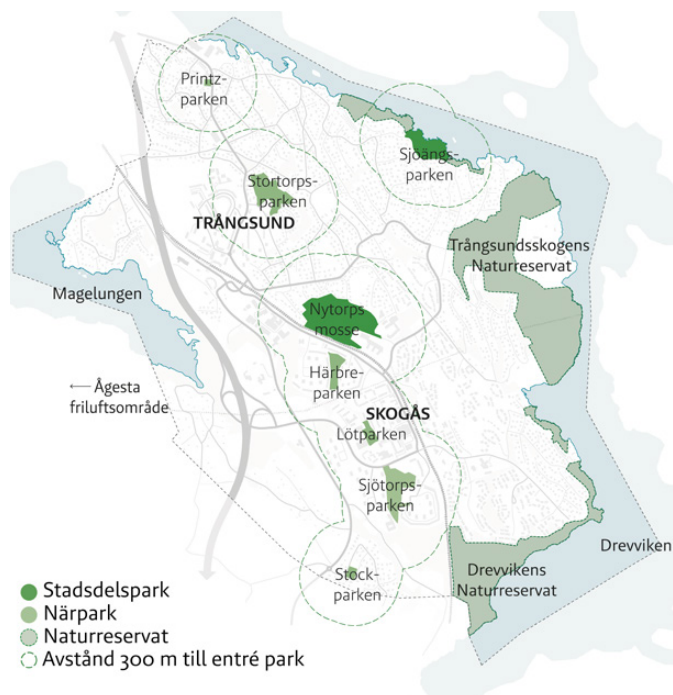 Printz-
parken
Sjöängs-
parken
Stortorps-
parken
TRÅNGSUND
Trångsundsskogens
Naturreservat
Magelungen
Nytorps
mosse
Härbre-
parken
← Ågesta
friluftsområde
SKOGÅS
Lötparken
Sjötorps-
parken
Drevviken
Drevvikens
Naturreservat
Stock-
parken
Stadsdelspark
Närpark
Naturreservat
Avstånd 300 m till entré park